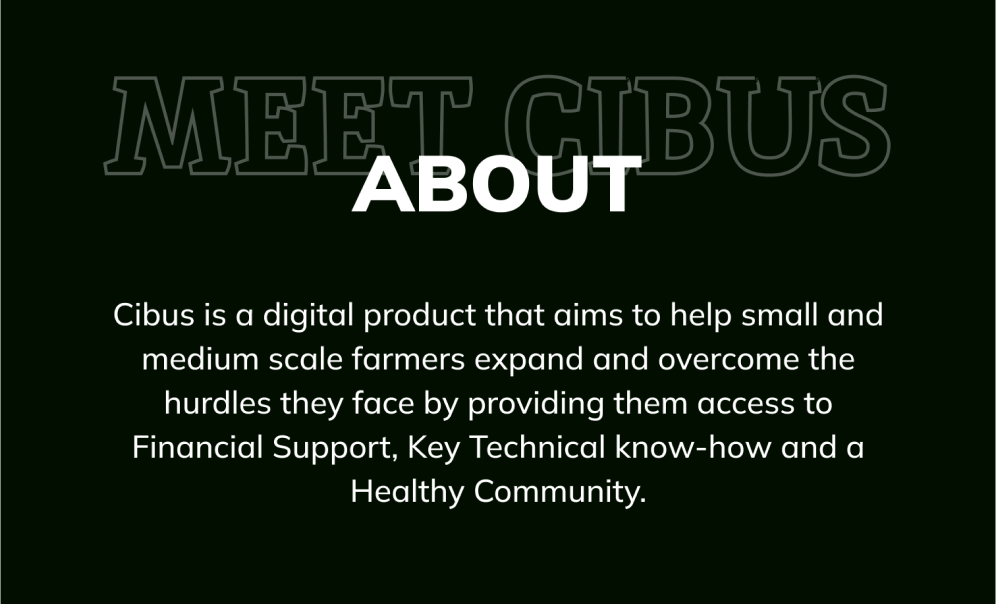 MEET CIBUS
ABOUT
Cibus is a digital product that aims to help small and
medium scale farmers expand and overcome the
hurdles they face by providing them access to
Financial Support, Key Technical know-how and a
Healthy Community.